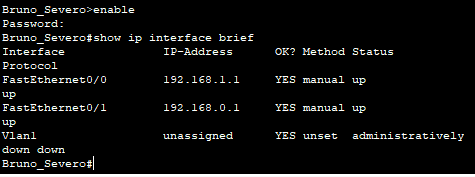 Bruno_Severo>enable
Password:
Bruno_Severo#show ip interface brief
Interface IP-Address OK? Method Status
Protocol
FastEthernet0/0 192.168.1.1 YES manual up
up
FastEthernet0/1 192.168.0.1 YES manual up
up
Vlan1 unassigned YES unset administratively
down down
Bruno_Severo#